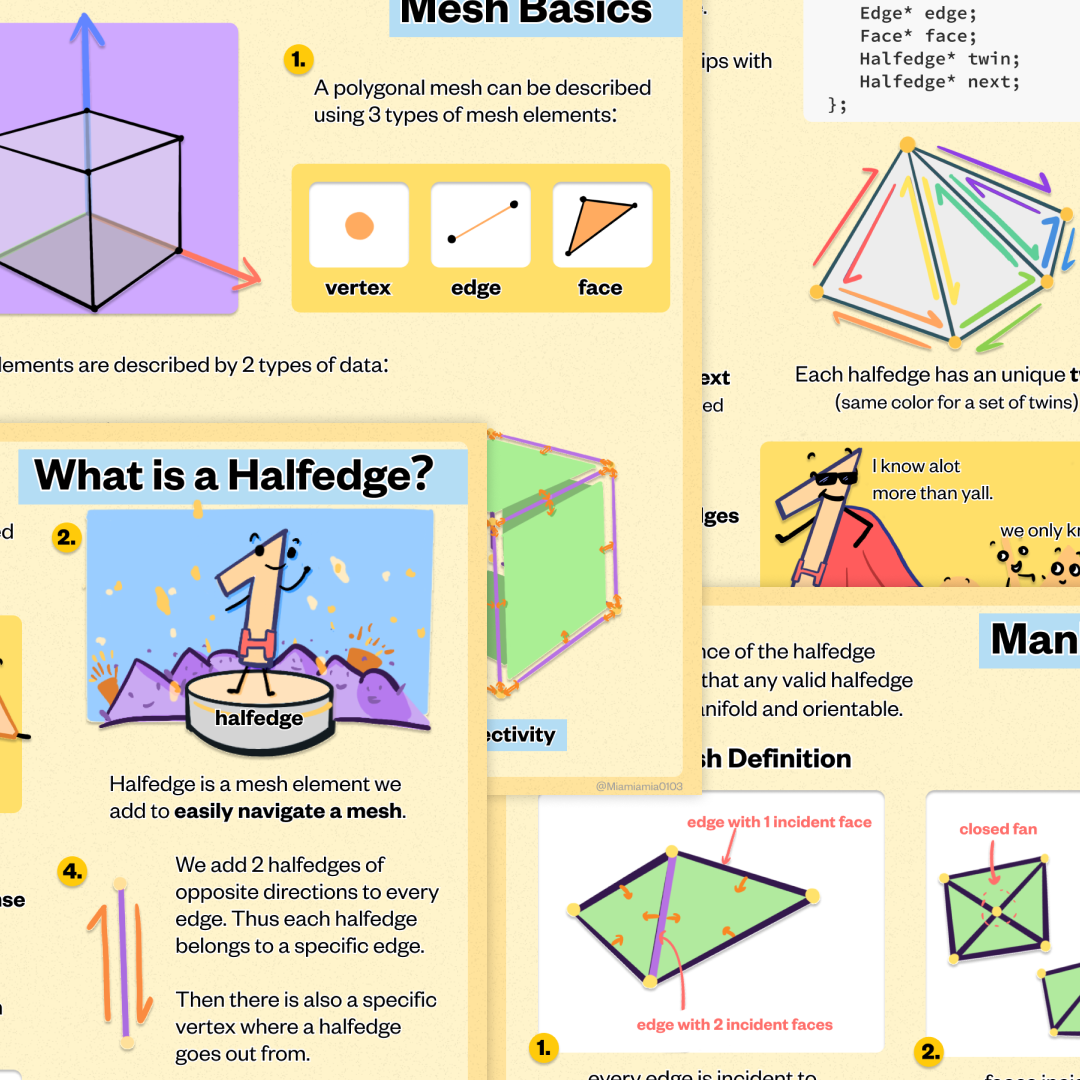 Mesh Basics
1.
A polygonal mesh can be described
using 3 types of mesh elements:
vertex
edge
face
elements are described by 2 types of data:
ectivity
@Miamiamia0103
ips with
Edge* edge;
Face* face;
Halfedge* twin;
Halfedge* next;
};
ext
ed
Each halfedge has an unique tw
(same color for a set of twins)
dges
I know alot
more than yall.
we only kn
What is a Halfedge?
ed
2.
halfedge
Halfedge is a mesh element we
add to easily navigate a mesh.
4.
We add 2 halfedges of
opposite directions to every
edge. Thus each halfedge
belongs to a specific edge.
Then there is also a specific
vertex where a halfedge
goes out from.
Man
nce of the halfedge
that any valid halfedge
anifold and orientable.
sh Definition
edge with 1 incident face
edge with 2 incident faces
1.
every edge is incident to
closed fan
2.